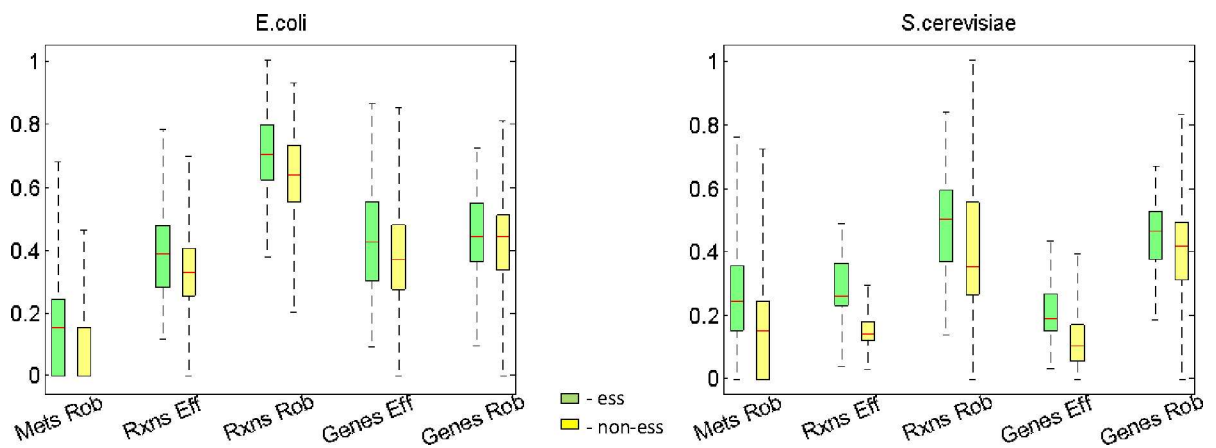 E.coli
1
0.8
0.6
0.4
0.2
0
Mets Rob
Rxns Eff
Rxns Rob
Genes Eff
Genes Rob
- ess
- non-ess
S.cerevisiae
1
0.8
0.6
0.4
0.2
0
Mets Rob
Rxns Eff
Rxns Rob
Genes Eff
Genes Rob